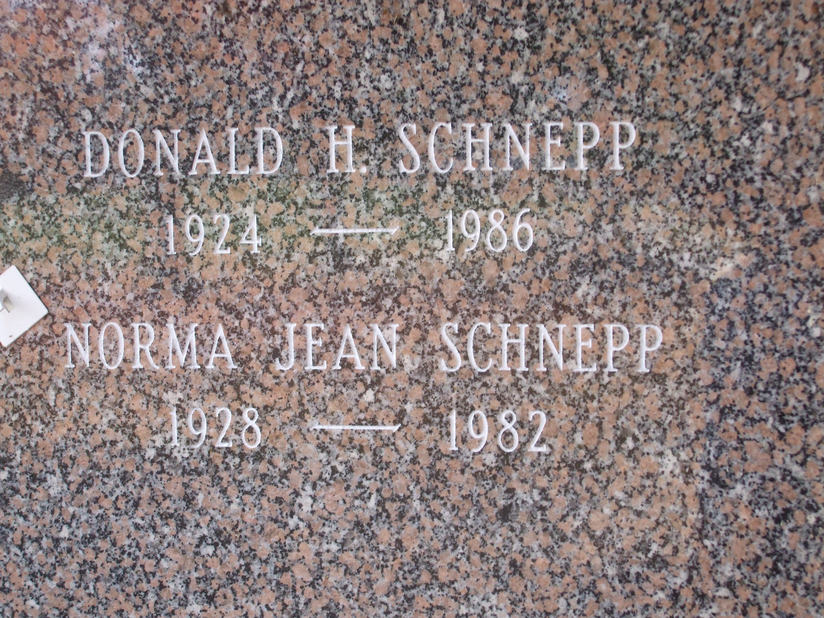 DONALD H. SCHNEPP
1924 — 1986
NORMA JEAN SCHNEPP
1928 — 1982